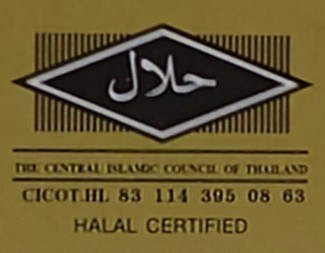 حلال
THE CENTRAL ISLAMIC COUNCIL OF THAILAND
CICOT.HL 83 114 395 08 63
HALAL CERTIFIED